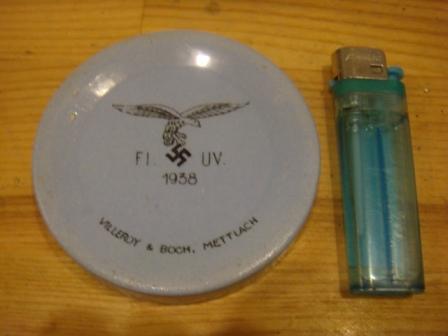 Fl. UV.
1938
VILLEROY & BOCH, METTLACH